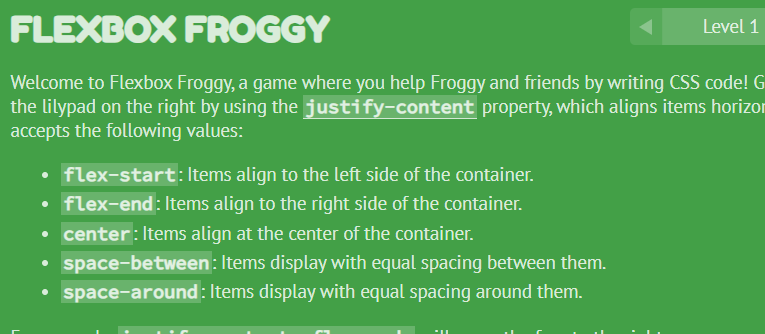 FLEXBOX FROGGY
Level 1
Welcome to Flexbox Froggy, a game where you help Froggy and friends by writing CSS code! G
the lilypad on the right by using the justify-content property, which aligns items horizon
accepts the following values:
• flex-start: Items align to the left side of the container.
• flex-end: Items align to the right side of the container.
• center: Items align at the center of the container.
• space-between: Items display with equal spacing between them.
• space-around: Items display with equal spacing around them.